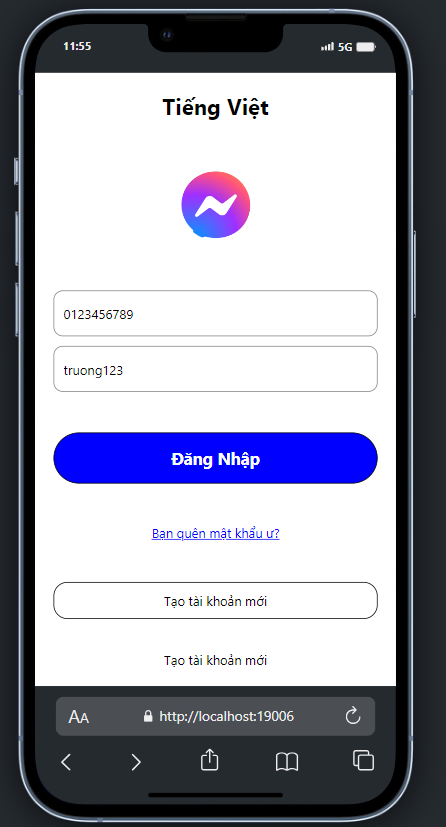 11:55
5G
Tiếng Việt
0123456789
truong123
Đăng Nhập
Bạn quên mật khẩu ư?
Tạo tài khoản mới
Tạo tài khoản mới
AA
http://localhost:19006